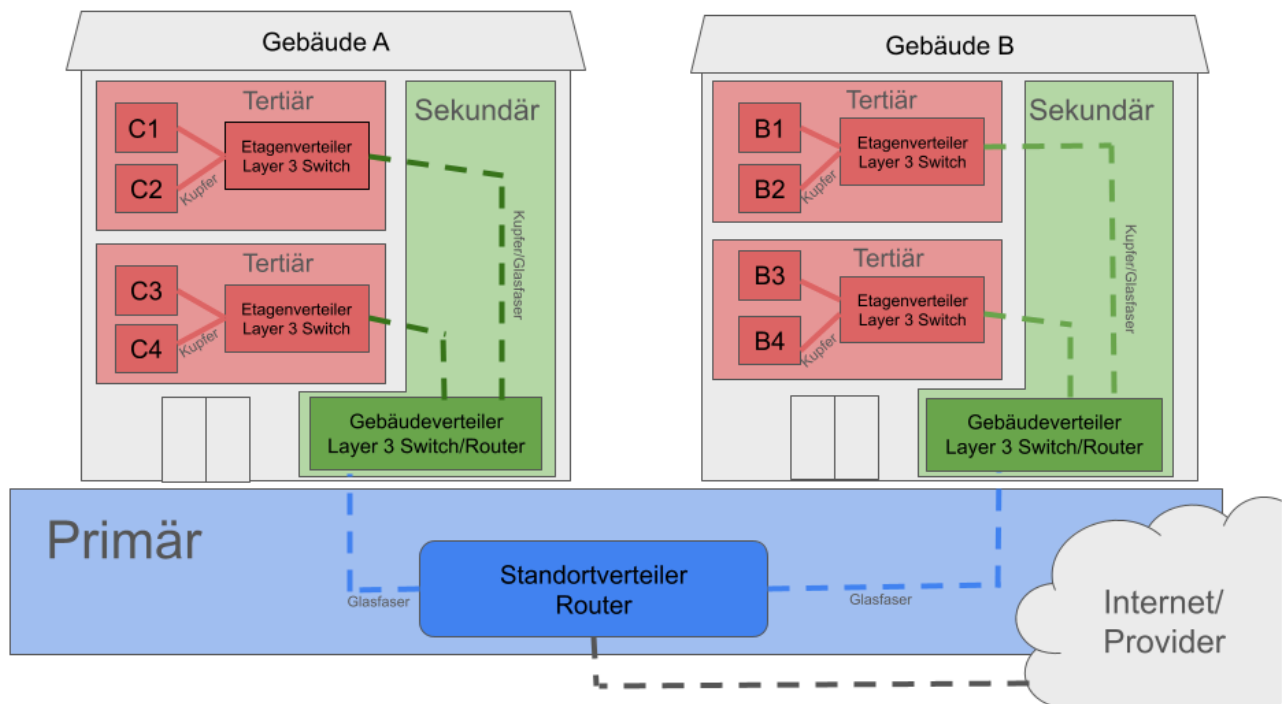 Gebäude A
Tertiär
Sekundär
C1
C2
Kupfer
Etagenverteiler
Layer 3 Switch
Kupfer/Glasfaser
Tertiär
C3
C4
Kupfer
Etagenverteiler
Layer 3 Switch
Gebäudeverteiler
Layer 3 Switch/Router
Gebäude B
Tertiär
Sekundär
B1
B2
Kupfer
Etagenverteiler
Layer 3 Switch
Kupfer/Glasfaser
Tertiär
B3
B4
Kupfer
Etagenverteiler
Layer 3 Switch
Gebäudeverteiler
Layer 3 Switch/Router
Primär
Glasfaser
Standortverteiler
Router
Glasfaser
Internet/
Provider